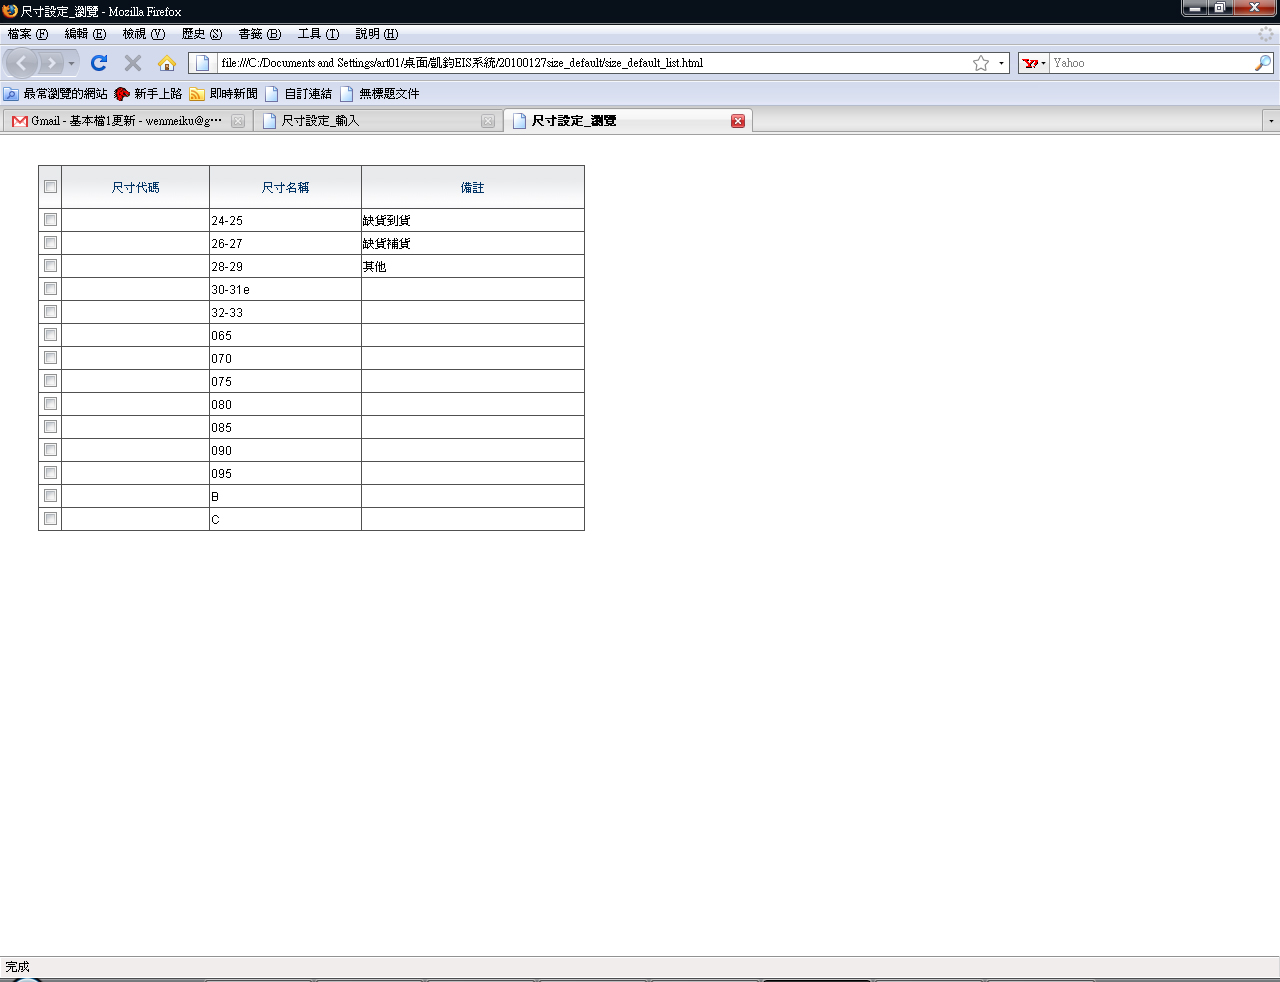 尺寸設定_瀏覽 - Mozilla Firefox
檔案 (F) 編輯 (E) 檢視 (V) 歷史 (S) 書籤 (B) 工具 (T) 說明 (H)
file:///C:/Documents and Settings/art01/桌面/凱鈞EIS系統/20100127size_default/size_default_list.html Yahoo
最常瀏覽的網站 新手上路 即時新聞 自訂連結 無標題文件
Gmail - 基本檔1更新 - wenmeiku@g… 尺寸設定_輸入 尺寸設定_瀏覽
尺寸代碼 尺寸名稱 備註
24-25 缺貨到貨
26-27 缺貨補貨
28-29 其他
30-31e
32-33
065
070
075
080
085
090
095
B
C
完成